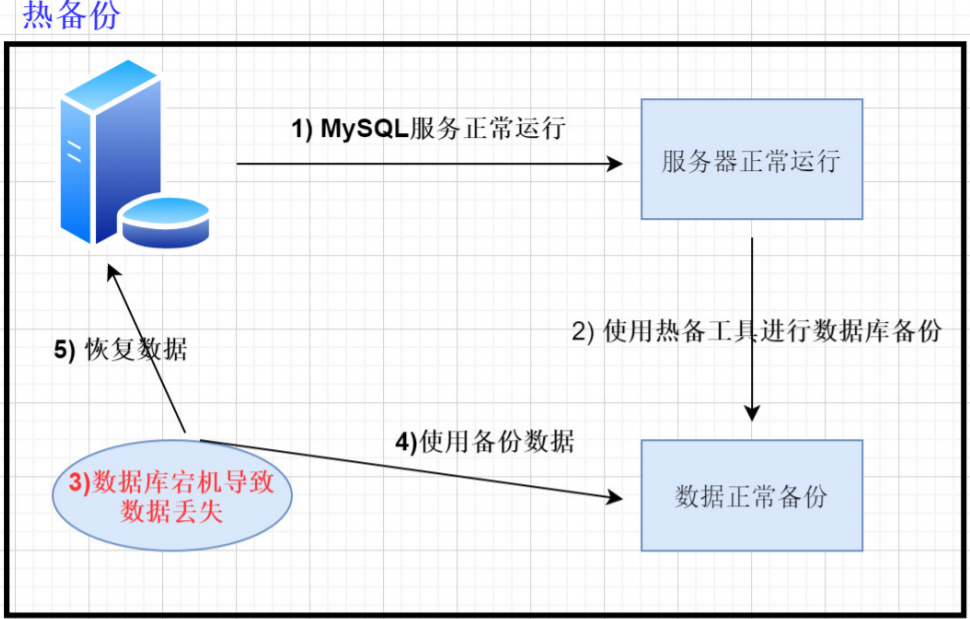 热备份
1) MySQL服务正常运行
服务器正常运行
2) 使用热备工具进行数据库备份
5) 恢复数据
4)使用备份数据
3)数据库宕机导致
数据丢失
数据正常备份